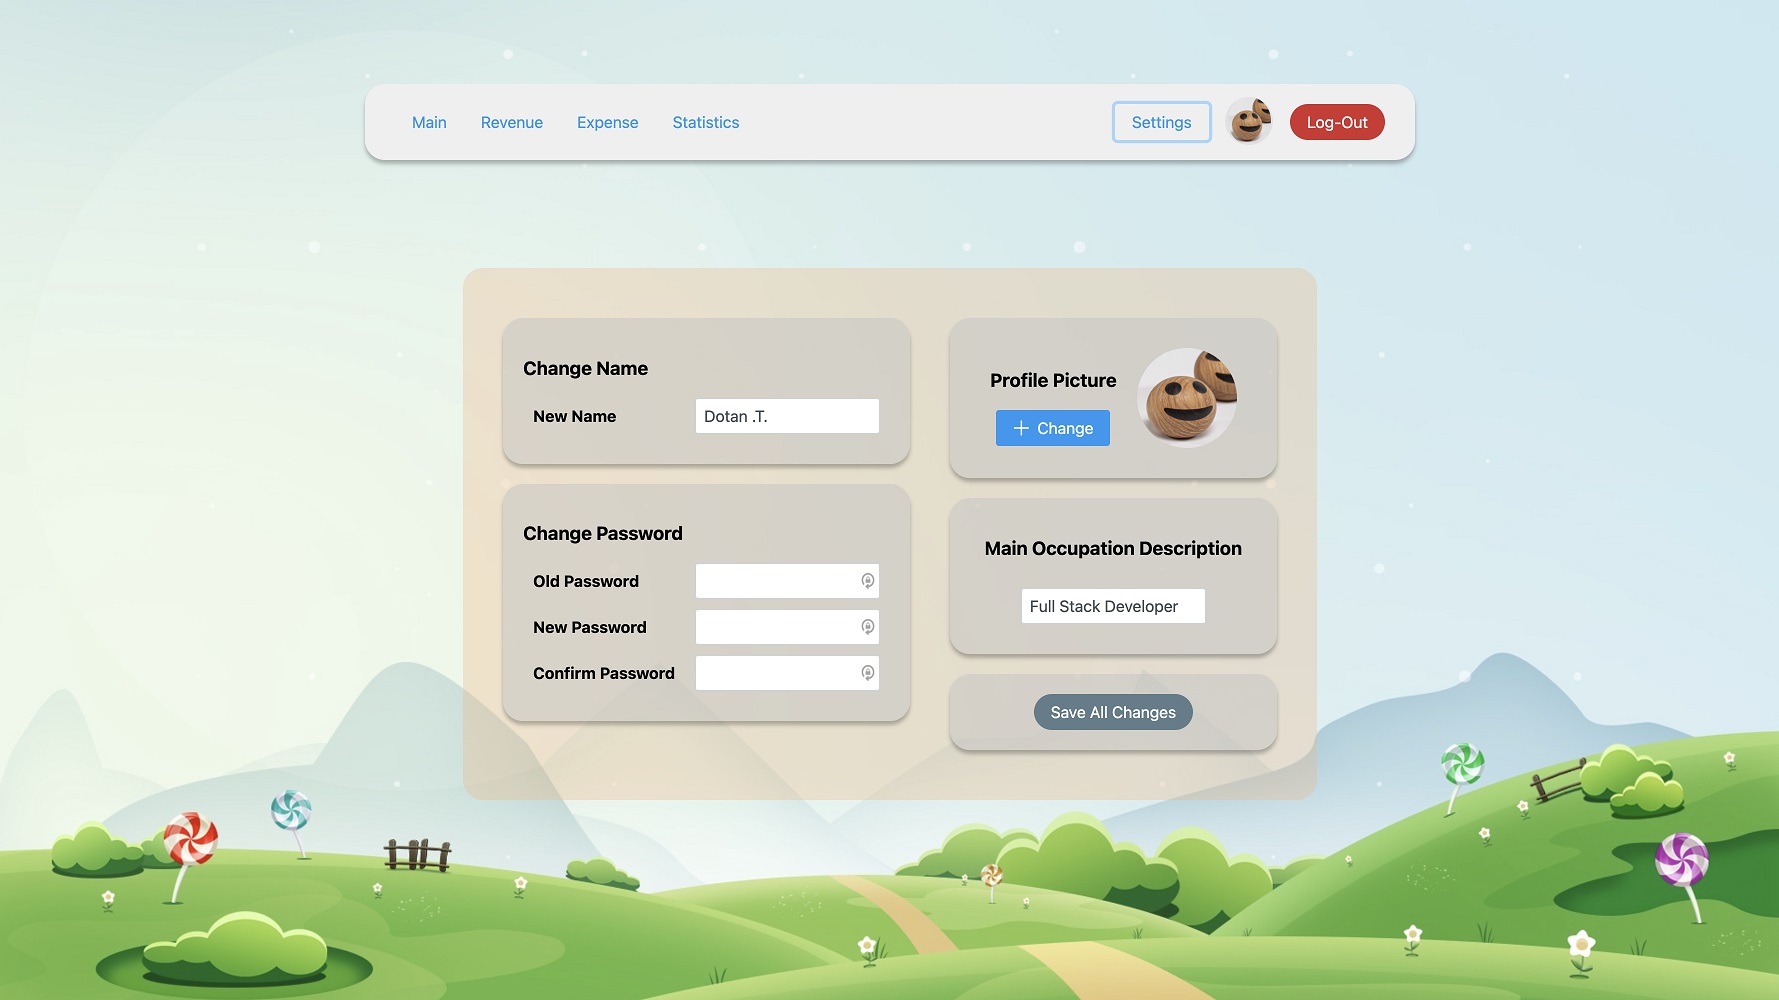 Main
Revenue
Expense
Statistics
Settings
Log-Out
Change Name
New Name
Dotan .T.
Change Password
Old Password
New Password
Confirm Password
Profile Picture
+ Change
Main Occupation Description
Full Stack Developer
Save All Changes